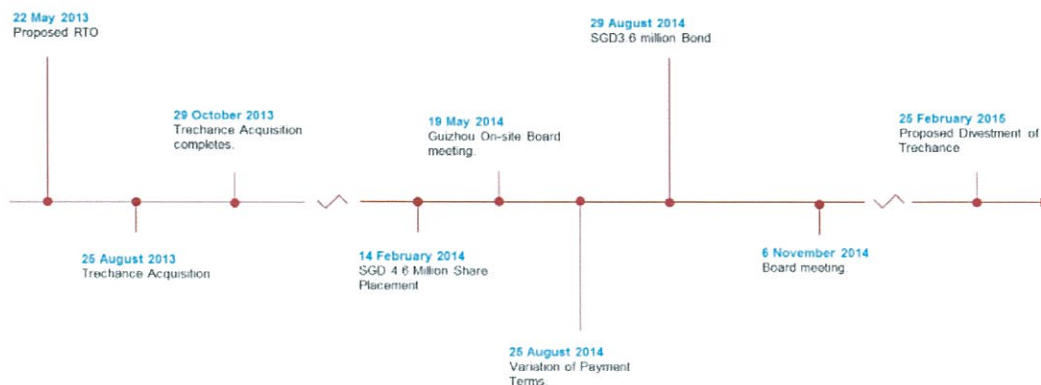 22 May 2013
Proposed RTO
29 August 2014
SGD3.6 million Bond
29 October 2013
Trechance Acquisition
completes.
19 May 2014
Guizhou On-site Board
meeting.
25 February 2015
Proposed Divestment of
Trechance
25 August 2013
Trechance Acquisition
14 February 2014
SGD 4.6 Million Share
Placement
6 November 2014
Board meeting
25 August 2014
Variation of Payment
Terms.